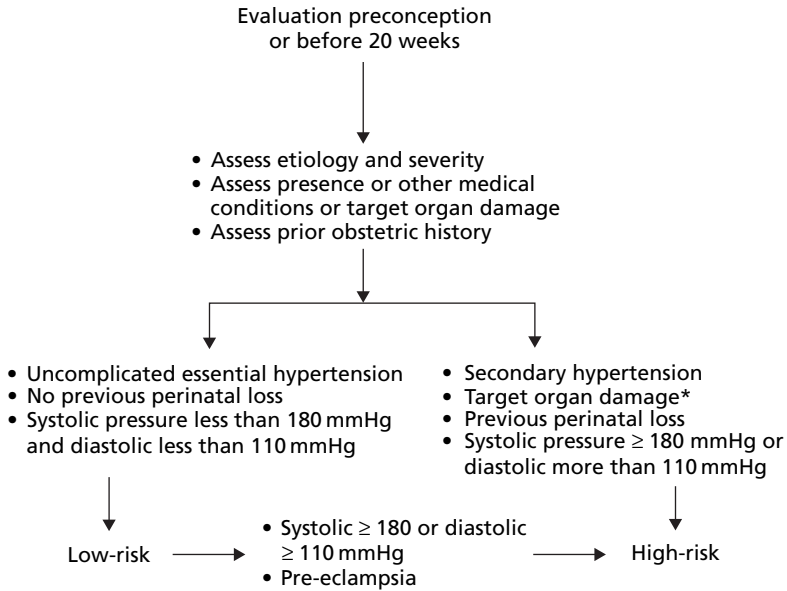 Evaluation preconception
or before 20 weeks
• Assess etiology and severity
• Assess presence or other medical
conditions or target organ damage
• Assess prior obstetric history
• Uncomplicated essential hypertension
• No previous perinatal loss
• Systolic pressure less than 180 mmHg
and diastolic less than 110 mmHg
• Secondary hypertension
• Target organ damage*
• Previous perinatal loss
• Systolic pressure ≥ 180 mmHg or
diastolic more than 110 mmHg
Low-risk
• Systolic ≥ 180 or diastolic
≥ 110 mmHg
• Pre-eclampsia
High-risk